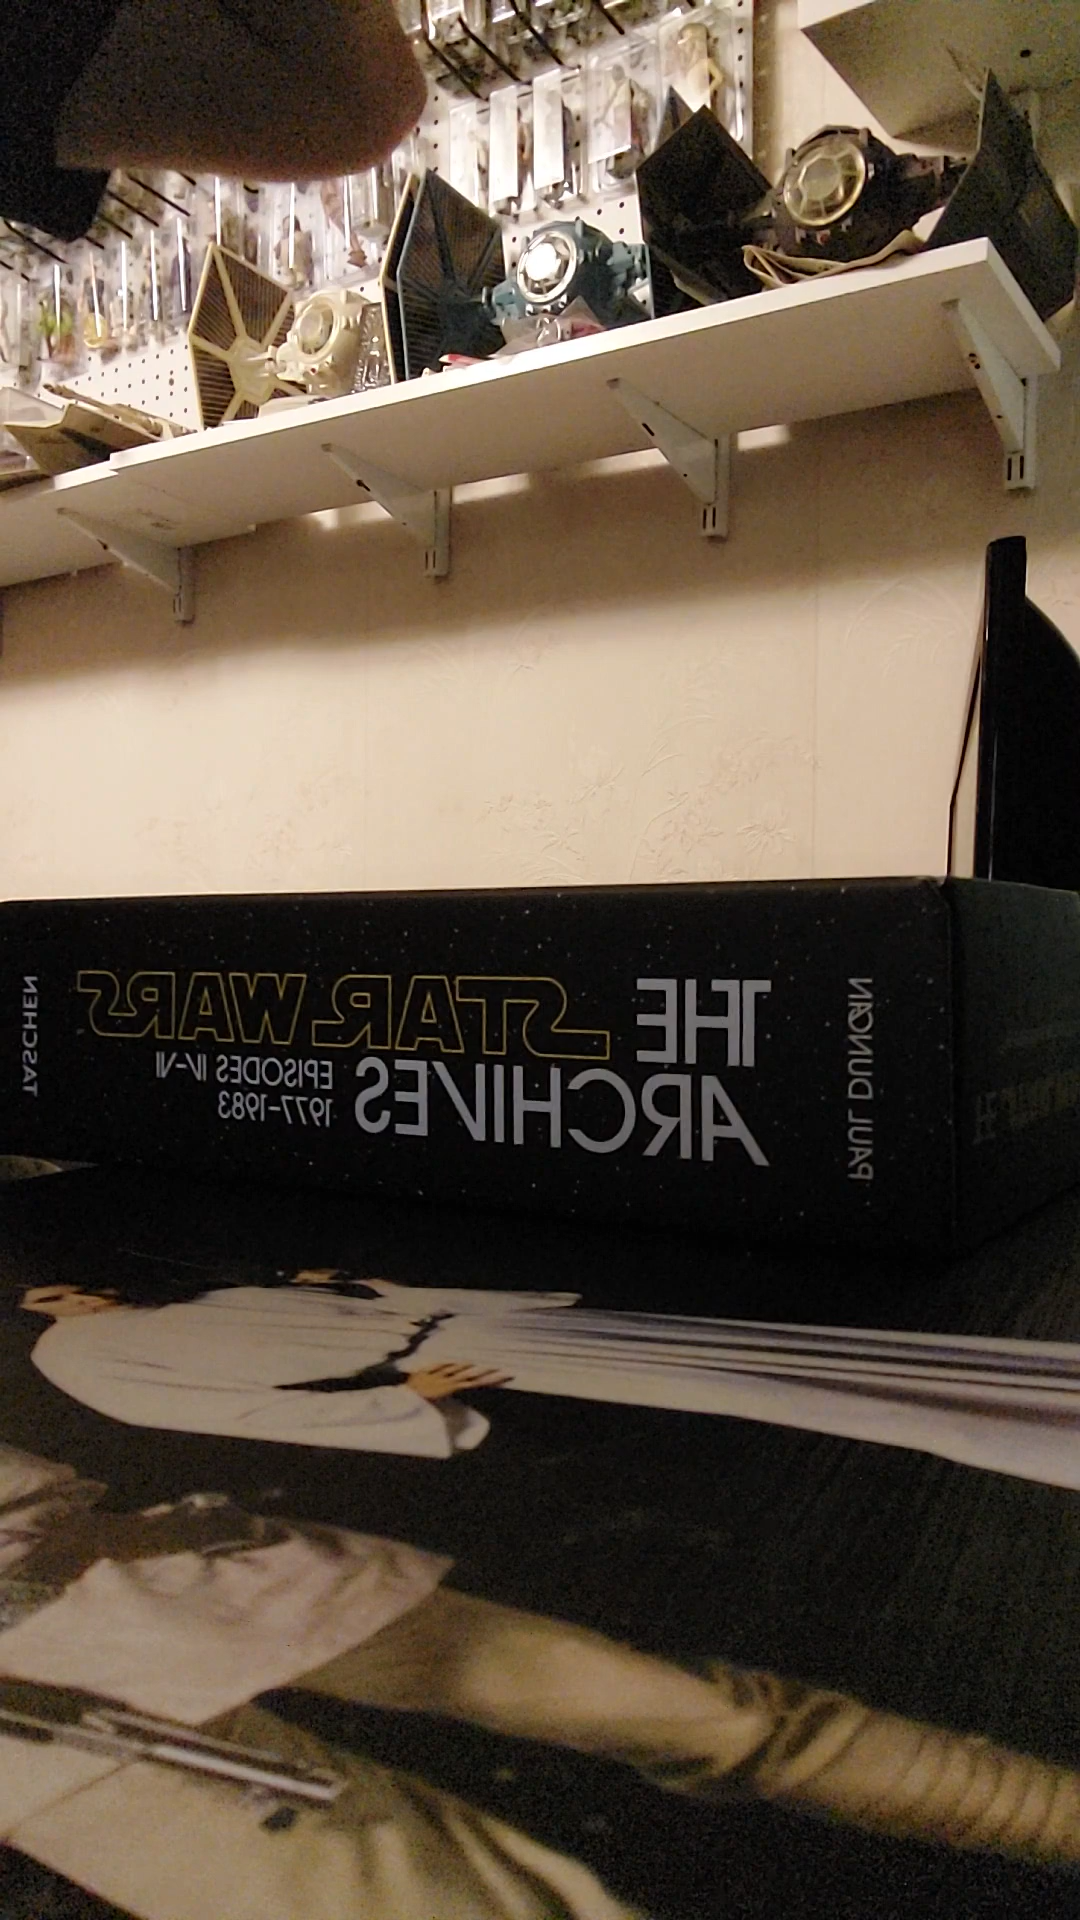 THE STAR WARS
ARCHIVES
EPISODES IV–VI
1977–1983
PAUL DUNCAN
TASCHEN